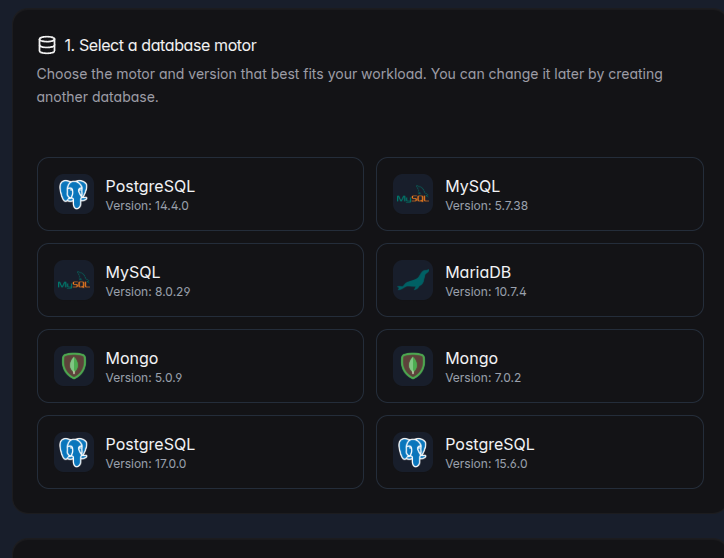 1. Select a database motor
Choose the motor and version that best fits your workload. You can change it later by creating
another database.
PostgreSQL
Version: 14.4.0
MySQL
MySQL
Version: 5.7.38
MySQL
MySQL
Version: 8.0.29
MariaDB
Version: 10.7.4
Mongo
Version: 5.0.9
Mongo
Version: 7.0.2
PostgreSQL
Version: 17.0.0
PostgreSQL
Version: 15.6.0